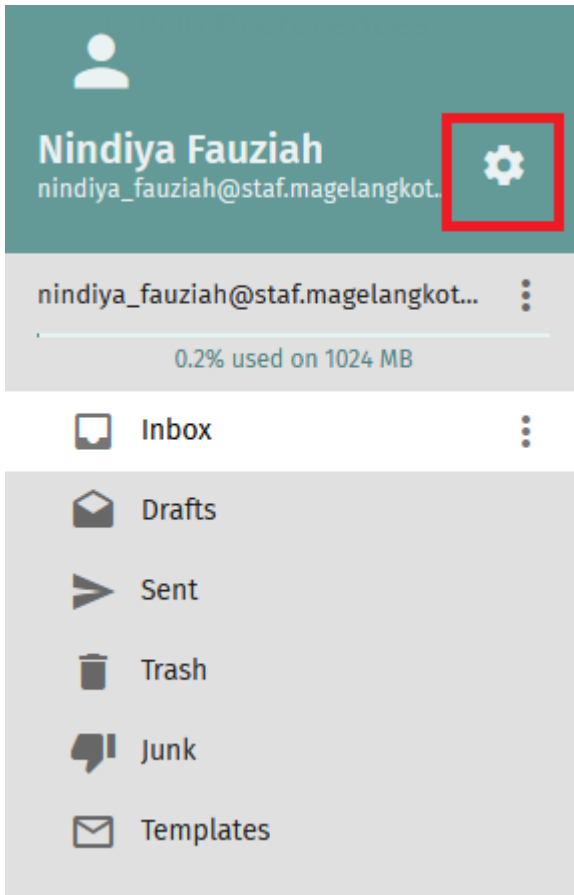 Nindiya Fauziah
nindiya_fauziah@staf.magelangkot..
nindiya_fauziah@staf.magelangkot...
0.2% used on 1024 MB
Inbox
Drafts
Sent
Trash
Junk
Templates